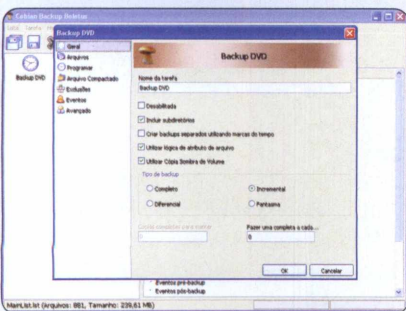 Cobian Backup Boletus
Backup DVD
Backup DVD
Geral
Arquivos
Programar
Arquivo Compactado
Exclusões
Eventos
Avançado
Backup DVD
Nome da tarefa
Backup DVD
Desabilitada
Incluir subdiretórios
Criar backups separados utilizando marcas do tempo
Utilizar lógica de atributo de arquivo
Utilizar Cópia Sombra de Volume
Tipo de backup
Completo
Incremental
Diferencial
Fantasma
Fazer uma completa a cada...
OK
Cancelar
Eventos pré-backup
Eventos pós-backup
MainList.lst (Arquivos: 881, Tamanho: 239,61 MB)